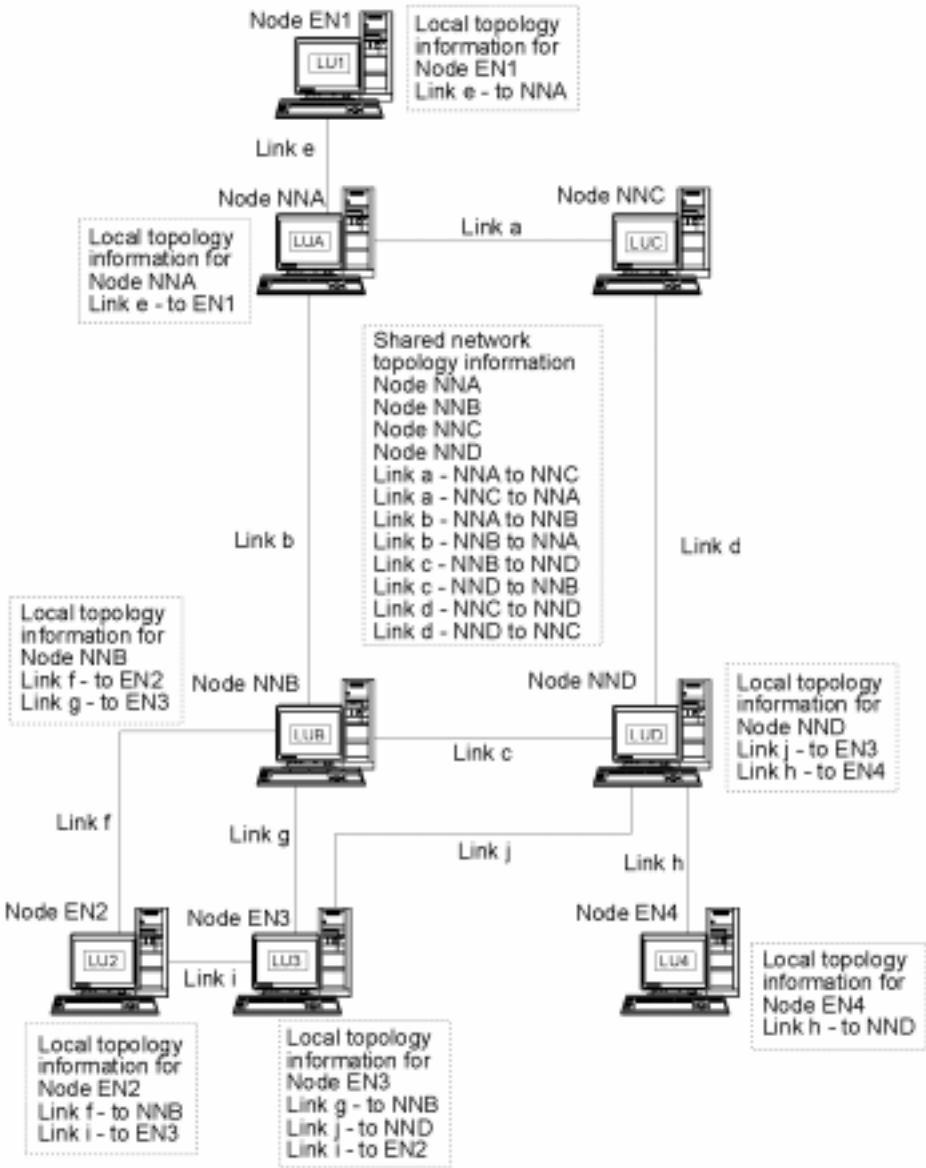 Node EN1
LU1
Local topology
information for
Node EN1
Link e - to NNA
Link e
Node NNA
LUA
Link a
Node NNC
LUC
Local topology
information for
Node NNA
Link e - to EN1
Shared network
topology information
Node NNA
Node NNB
Node NNC
Node NND
Link a - NNA to NNC
Link a - NNC to NNA
Link b - NNA to NNB
Link b - NNB to NNA
Link c - NNB to NND
Link c - NND to NNB
Link d - NNC to NND
Link d - NND to NNC
Link b
Link d
Local topology
information for
Node NNB
Link f - to EN2
Link g - to EN3
Node NNB
LUB
Link c
Node NND
LUD
Local topology
information for
Node NND
Link j - to EN3
Link h - to EN4
Link f
Link g
Link j
Link h
Node EN2
LU2
Link i
Node EN3
LU3
Node EN4
LU4
Local topology
information for
Node EN4
Link h - to NND
Local topology
information for
Node EN2
Link f - to NNB
Link i - to EN3
Local topology
information for
Node EN3
Link g - to NNB
Link j - to NND
Link i - to EN2